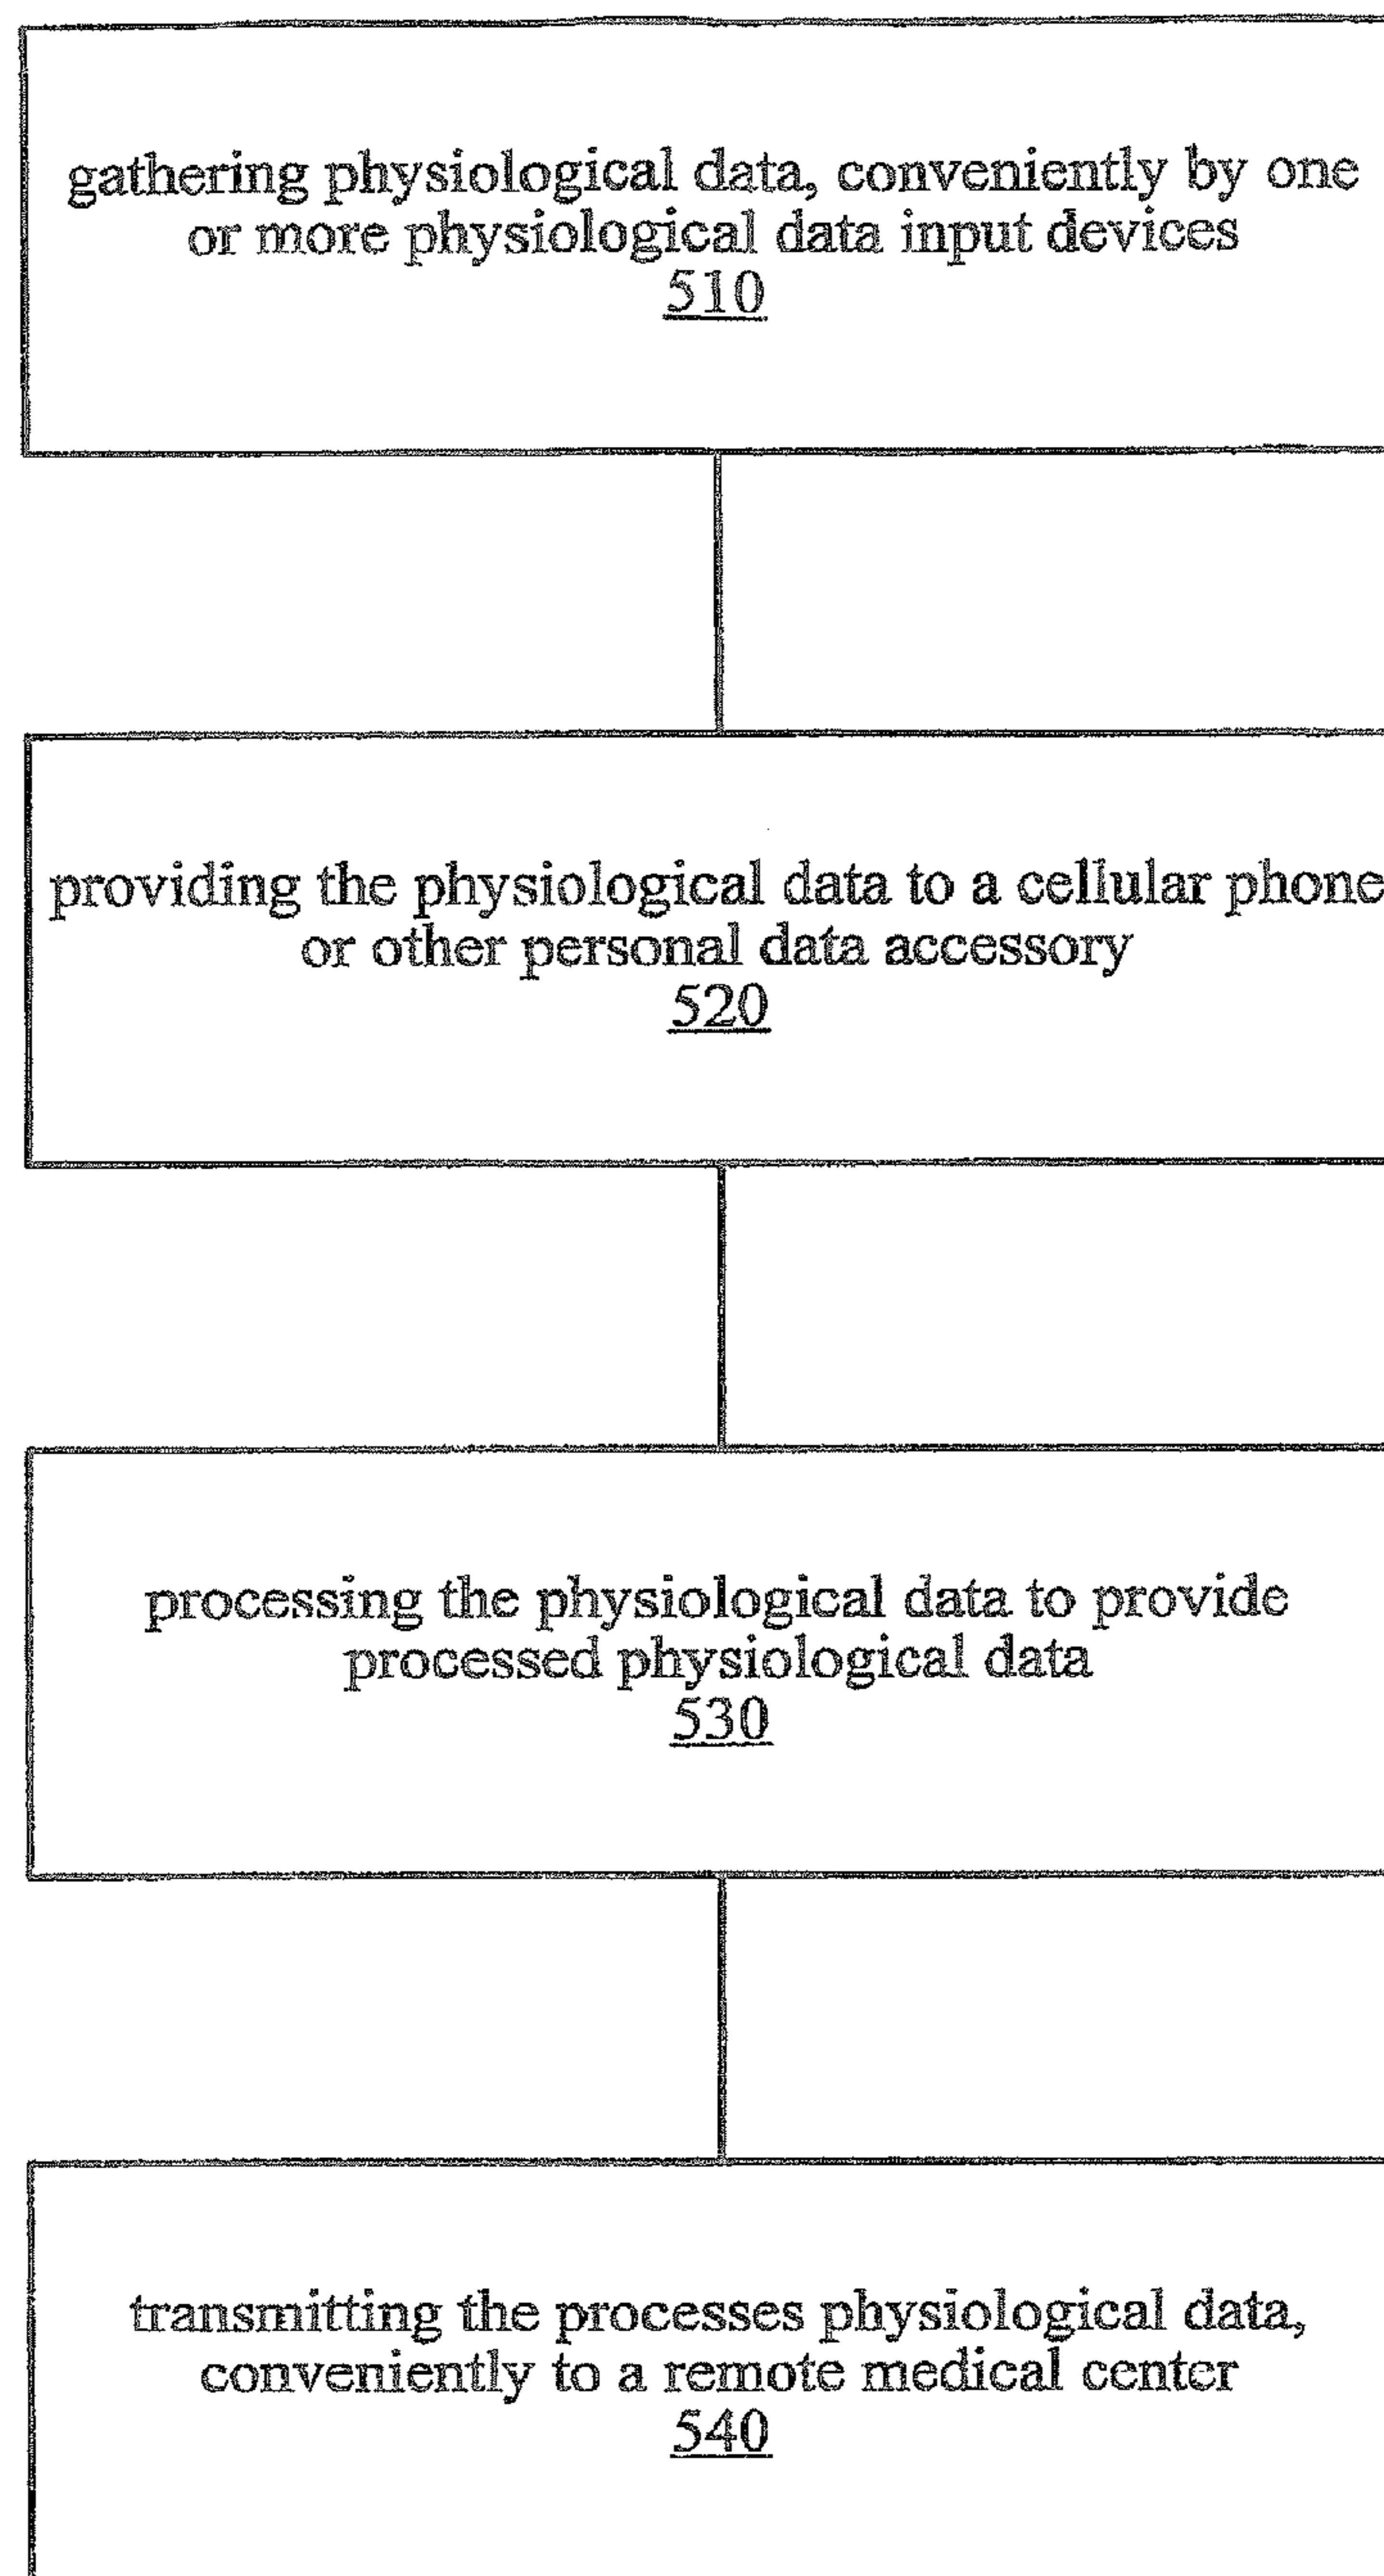 gathering physiological data, conveniently by one
or more physiological data input devices
510
providing the physiological data to a cellular phone
or other personal data accessory
520
processing the physiological data to provide
processed physiological data
530
transmitting the processes physiological data,
conveniently to a remote medical center
540